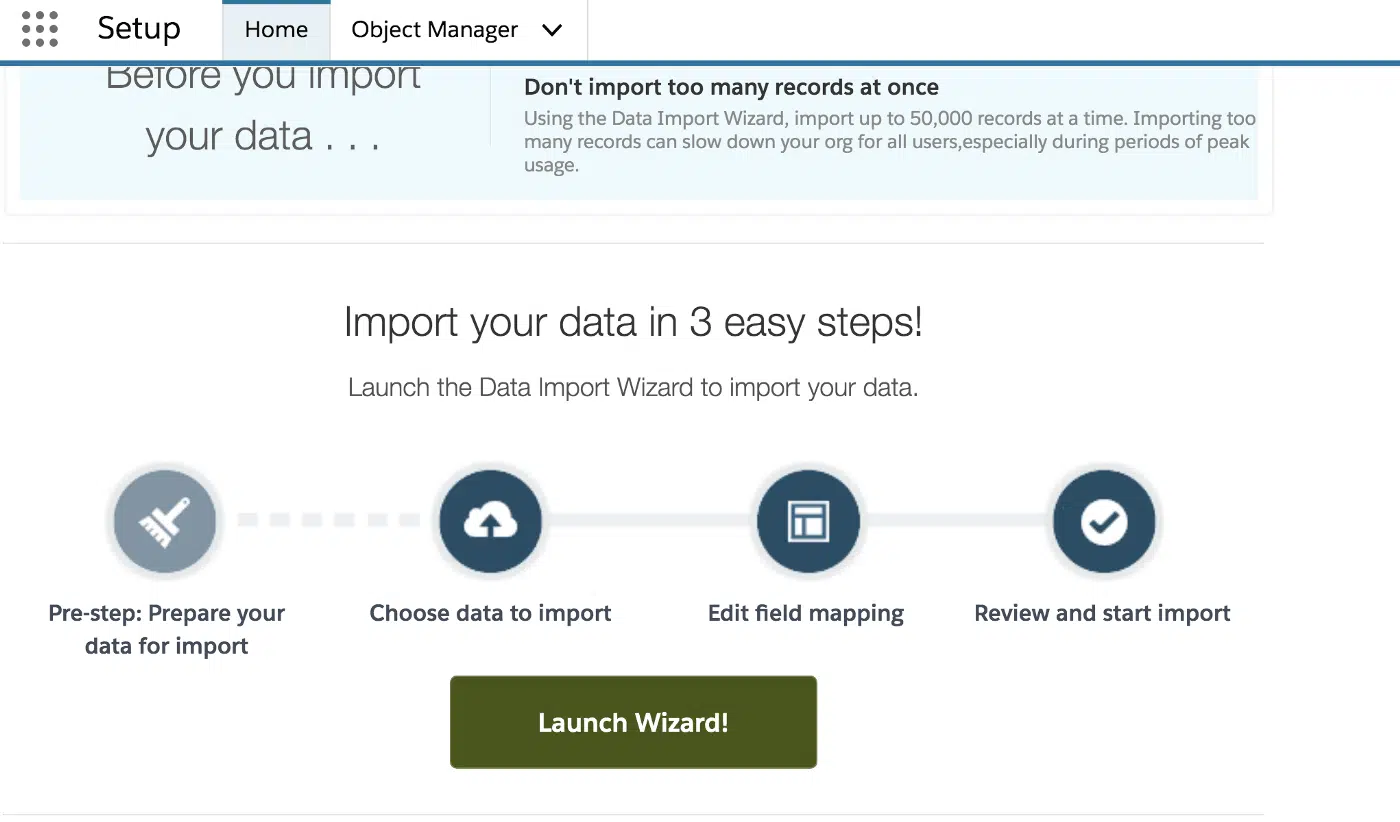 Setup
Home
Object Manager
Before you import
your data . . .
Don't import too many records at once
Using the Data Import Wizard, import up to 50,000 records at a time. Importing too
many records can slow down your org for all users,especially during periods of peak
usage.
Import your data in 3 easy steps!
Launch the Data Import Wizard to import your data.
Pre-step: Prepare your
data for import
Choose data to import
Edit field mapping
Review and start import
Launch Wizard!